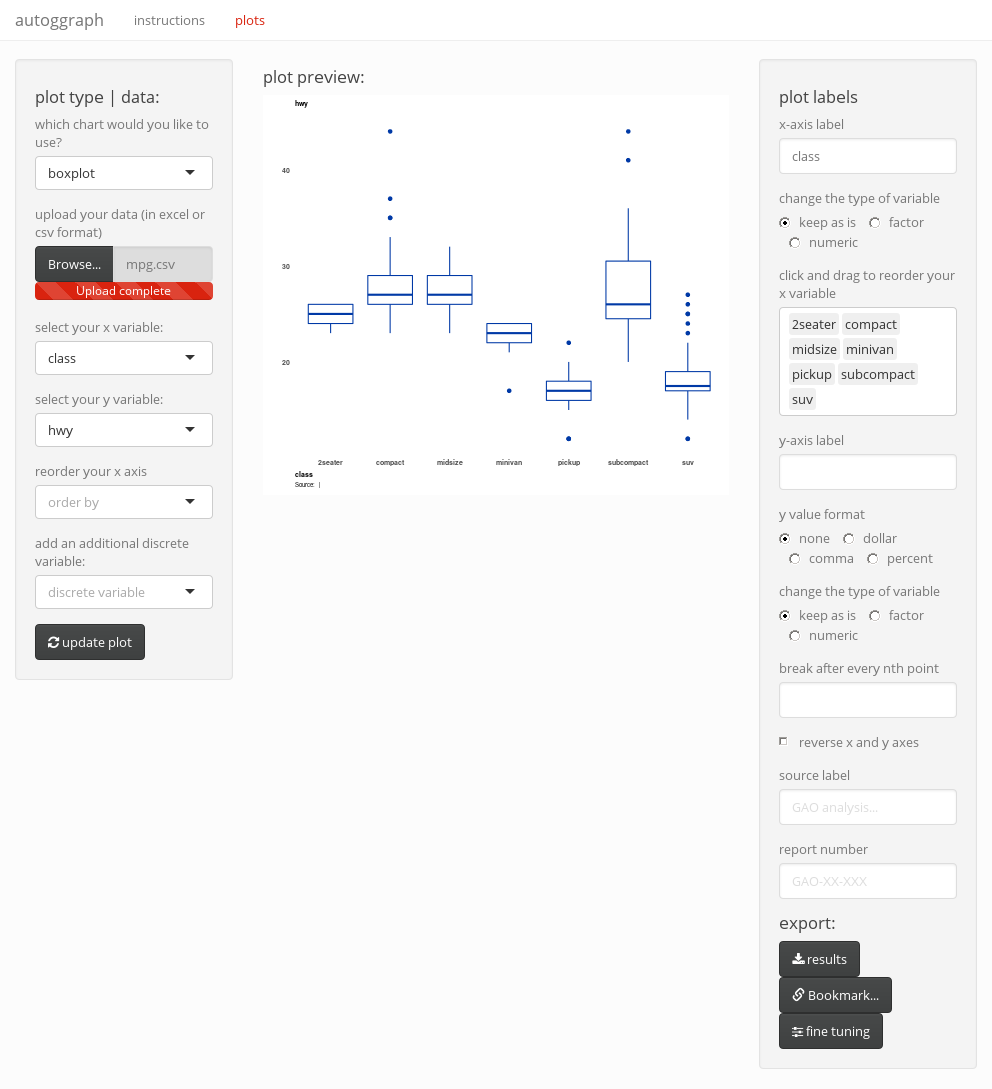 autoggraph instructions plots
plot type | data:
which chart would you like to
use?
boxplot
upload your data (in excel or
csv format)
Browse... mpg.csv
Upload complete
select your x variable:
class
select your y variable:
hwy
reorder your x axis
order by
add an additional discrete
variable:
discrete variable
update plot
plot preview:
hwy
40
30
20
2seater compact midsize minivan pickup subcompact suv
class
Source: |
plot labels
x-axis label
class
change the type of variable
keep as is factor
numeric
click and drag to reorder your
x variable
2seater compact
midsize minivan
pickup subcompact
suv
y-axis label
y value format
none dollar
comma percent
change the type of variable
keep as is factor
numeric
break after every nth point
reverse x and y axes
source label
GAO analysis...
report number
GAO-XX-XXX
export:
results
Bookmark...
fine tuning